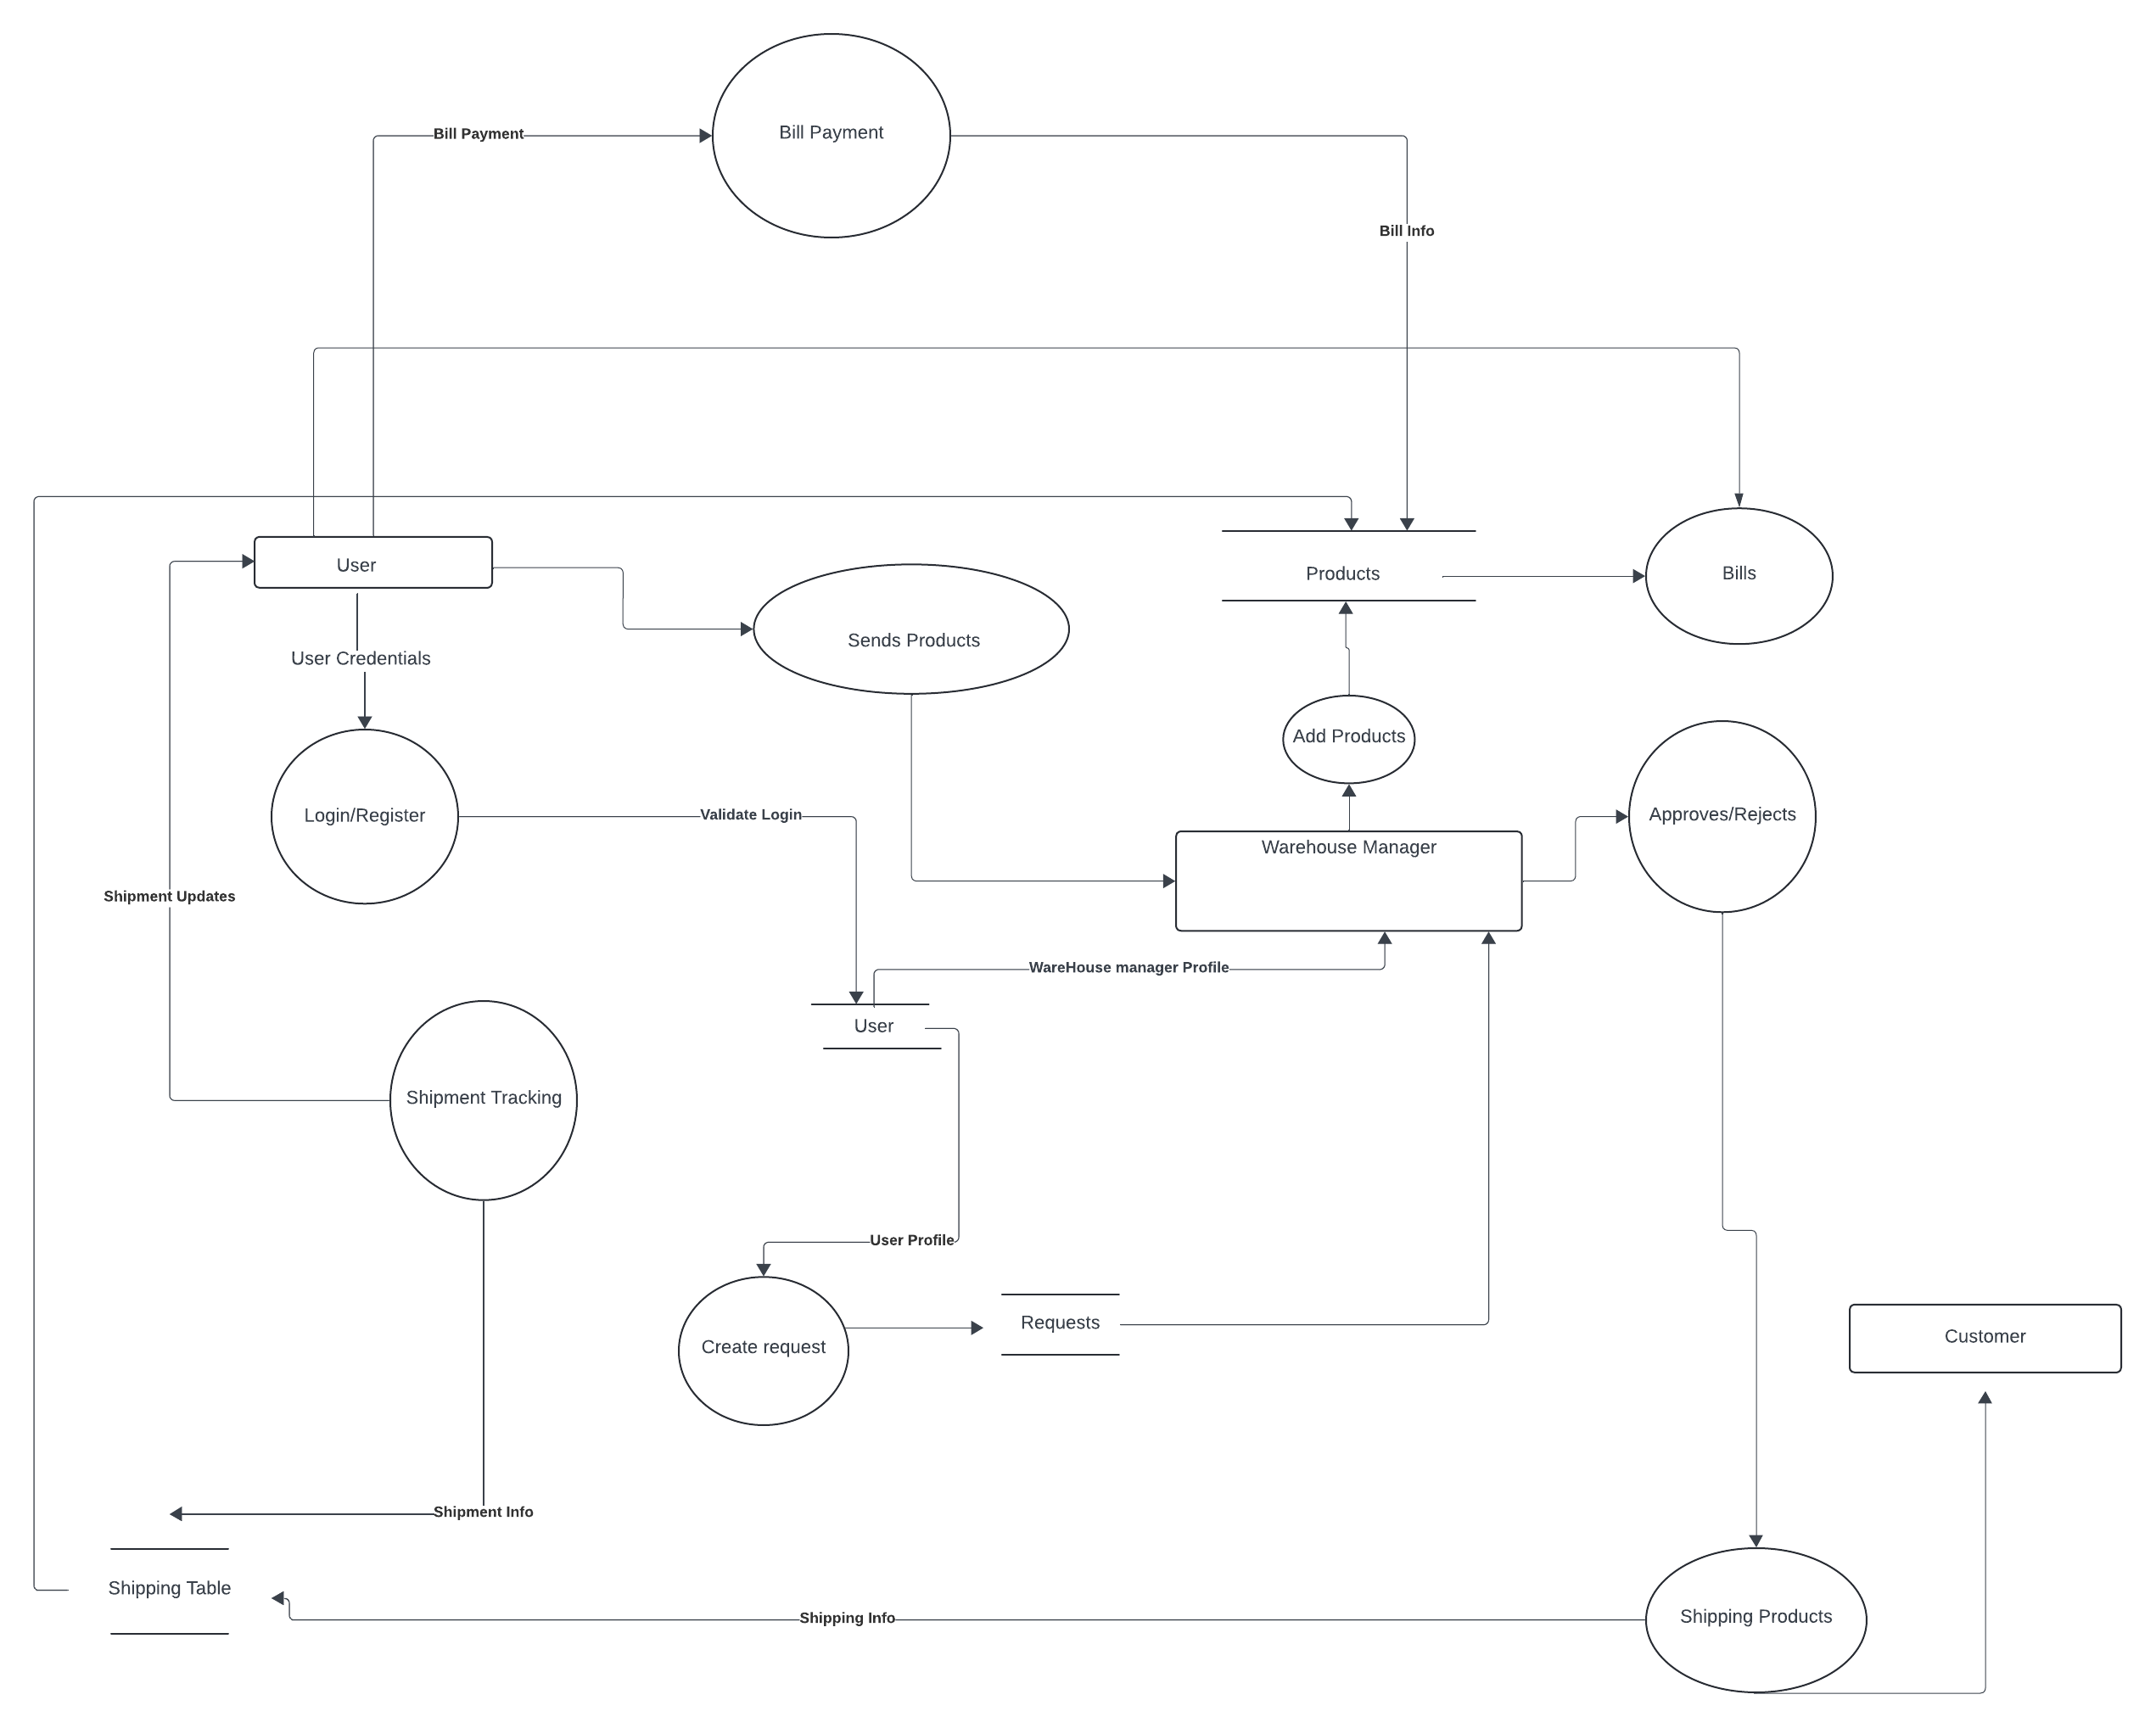 Bill Payment
Bill Payment
Bill Info
User
Sends Products
Products
Bills
User Credentials
Add Products
Login/Register
Validate Login
Approves/Rejects
Warehouse Manager
Shipment Updates
WareHouse manager Profile
User
Shipment Tracking
User Profile
Create request
Requests
Customer
Shipment Info
Shipping Table
Shipping Info
Shipping Products